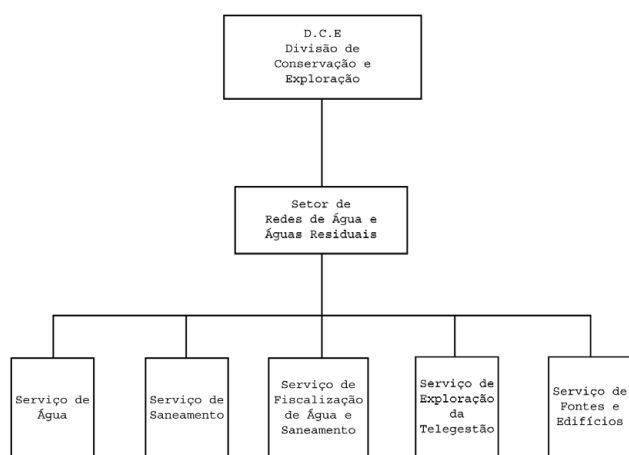 D.C.E
Divisão de
Conservação e
Exploração
Setor de
Redes de Água e
Águas Residuais
Serviço de
Água
Serviço de
Saneamento
Serviço de
Fiscalização
de Água e
Saneamento
Serviço de
Exploração
da
Telegestão
Serviço de
Fontes e
Edifícios